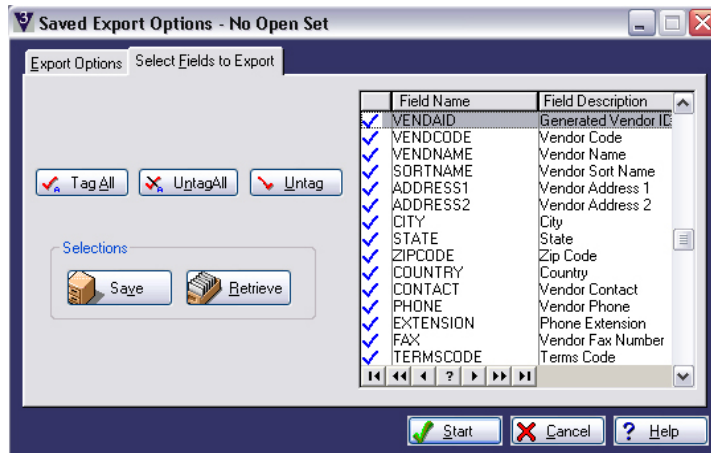 V3 Saved Export Options - No Open Set
Export Options Select Fields to Export
Field Name Field Description
VENDAID Generated Vendor ID
VENDCODE Vendor Code
VENDNAME Vendor Name
SORTNAME Vendor Sort Name
ADDRESS1 Vendor Address 1
ADDRESS2 Vendor Address 2
CITY City
STATE State
ZIPCODE Zip Code
COUNTRY Country
CONTACT Vendor Contact
PHONE Vendor Phone
EXTENSION Phone Extension
FAX Vendor Fax Number
TERMSCODE Terms Code
Tag All UntagAll Untag
Selections
Save Retrieve
?
Start Cancel ? Help